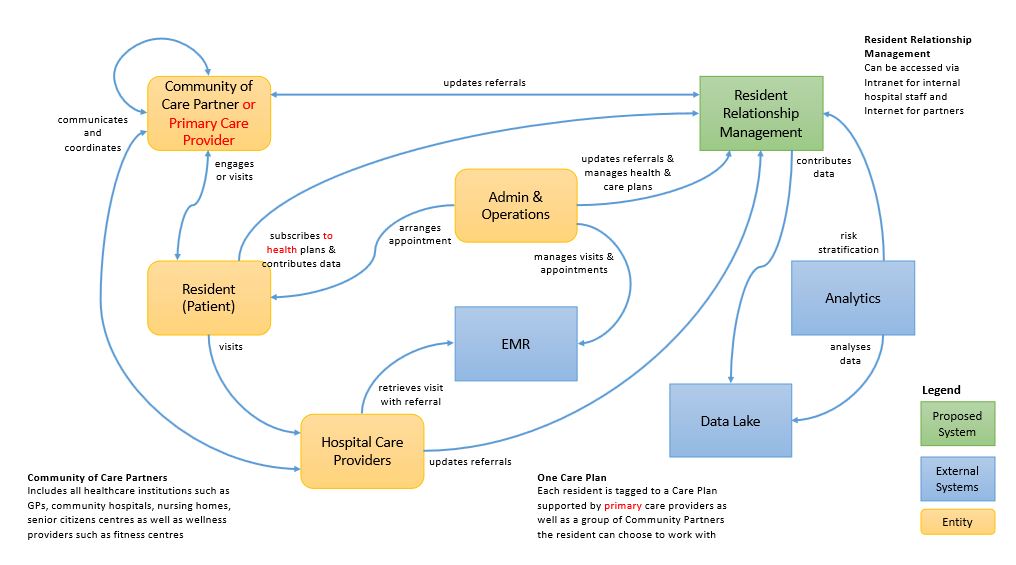 Resident Relationship
Management
Can be accessed via
Intranet for internal
hospital staff and
Internet for partners
Community of
Care Partner or
Primary Care
Provider
updates referrals
Resident
Relationship
Management
communicates
and
coordinates
engages
or visits
updates referrals &
manages health &
care plans
contributes
data
Admin &
Operations
subscribes to
health plans &
contributes data
arranges
appointment
manages visits &
appointments
risk
stratification
Resident
(Patient)
Analytics
EMR
visits
analyses
data
retrieves visit
with referral
Data Lake
Legend
Proposed
System
Hospital Care
Providers
updates referrals
External
Systems
Entity
Community of Care Partners
Includes all healthcare institutions such as
GPs, community hospitals, nursing homes,
senior citizens centres as well as wellness
providers such as fitness centres
One Care Plan
Each resident is tagged to a Care Plan
supported by primary care providers as
well as a group of Community Partners
the resident can choose to work with